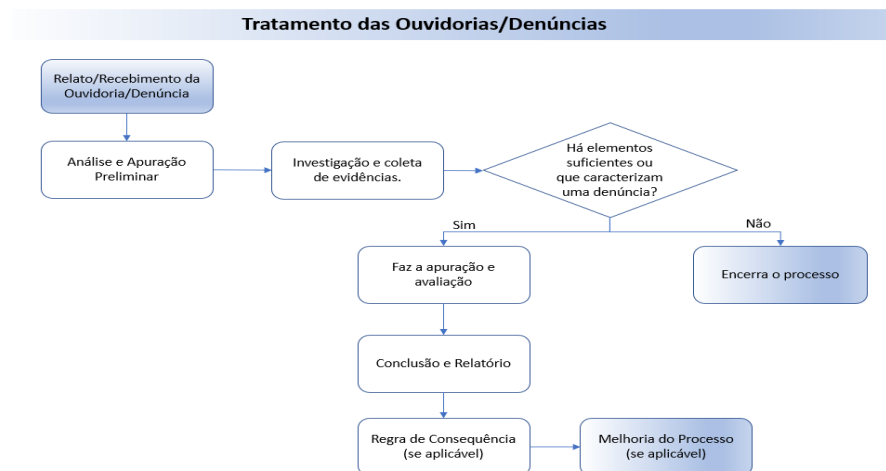 Tratamento das Ouvidorias/Denúncias
Relato/Recebimento da
Ouvidoria/Denúncia
Análise e Apuração
Preliminar
Investigação e coleta
de evidências.
Há elementos
suficientes ou
que caracterizam
uma denúncia?
Sim
Não
Faz a apuração e
avaliação
Encerra o processo
Conclusão e Relatório
Regra de Consequência
(se aplicável)
Melhoria do Processo
(se aplicável)